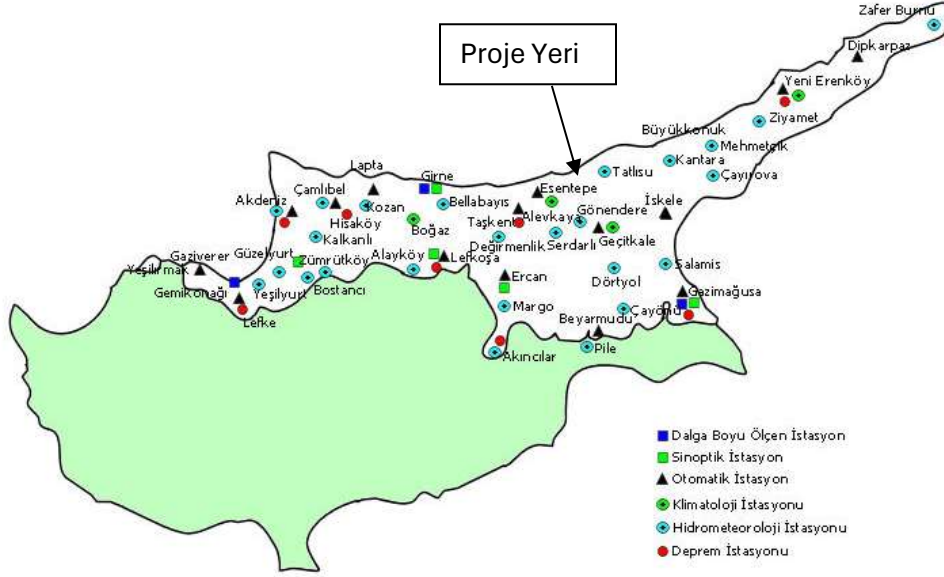 Zafer Burnu
Proje Yeri
Dipkarpaz
Yeni Erenköy
Ziyamet
Büyükkonuk
Mehmetçik
Lapta
Girne
Kantara
Tatlısu
Çayırova
Çamlıbel
Esentepe
Akdeniz
Kozan
Bellabayıs
Gönendere
İskele
Hisaköy
Taşkent
Alevkaya
Boğaz
Kalkanlı
Değirmenlik
Serdarlı
Geçitkale
Gaziverer
Güzelyurt
Zümrütköy
Alayköy
Lefkoşa
Yeşilırmak
Ercan
Dörtyol
Salamis
Gemikonağı
Yeşilyurt
Bostancı
Gazimağusa
Margo
Çayönü
Lefke
Beyarmudu
Akıncılar
Pile
Dalga Boyu Ölçen İstasyon
Sinoptik İstasyon
Otomatik İstasyon
Klimatoloji İstasyonu
Hidrometeoroloji İstasyonu
Deprem İstasyonu